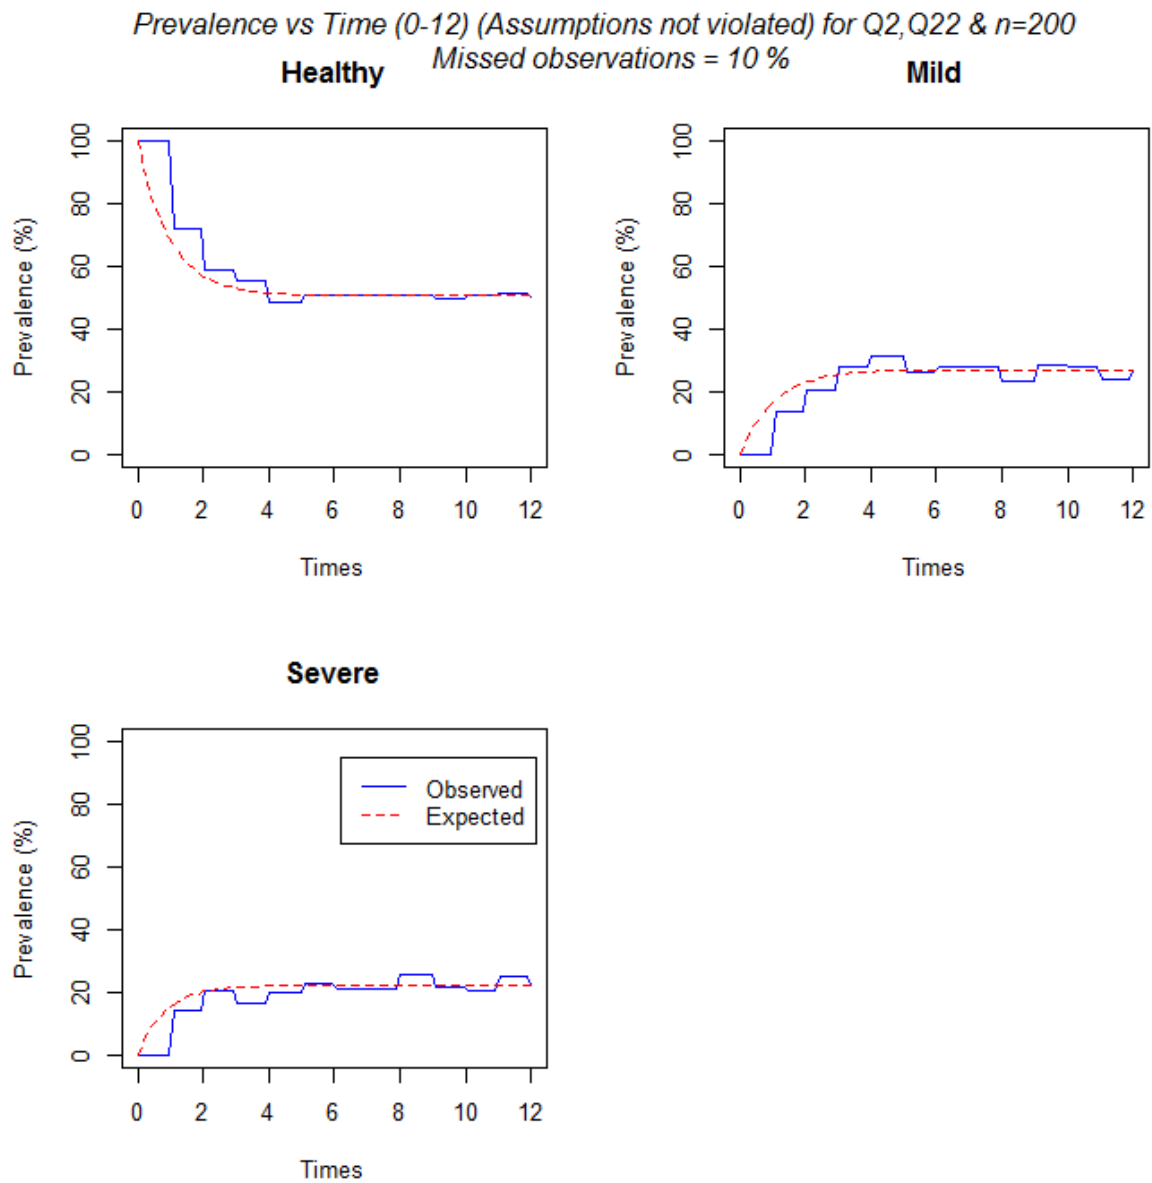 Prevalence vs Time (0-12) (Assumptions not violated) for Q2,Q22 & n=200
Missed observations = 10 %
Healthy
Prevalence (%)
100
80
60
40
20
0
0 2 4 6 8 10 12
Times
Mild
Prevalence (%)
100
80
60
40
20
0
0 2 4 6 8 10 12
Times
Severe
Prevalence (%)
100
80
60
40
20
0
Observed
Expected
0 2 4 6 8 10 12
Times